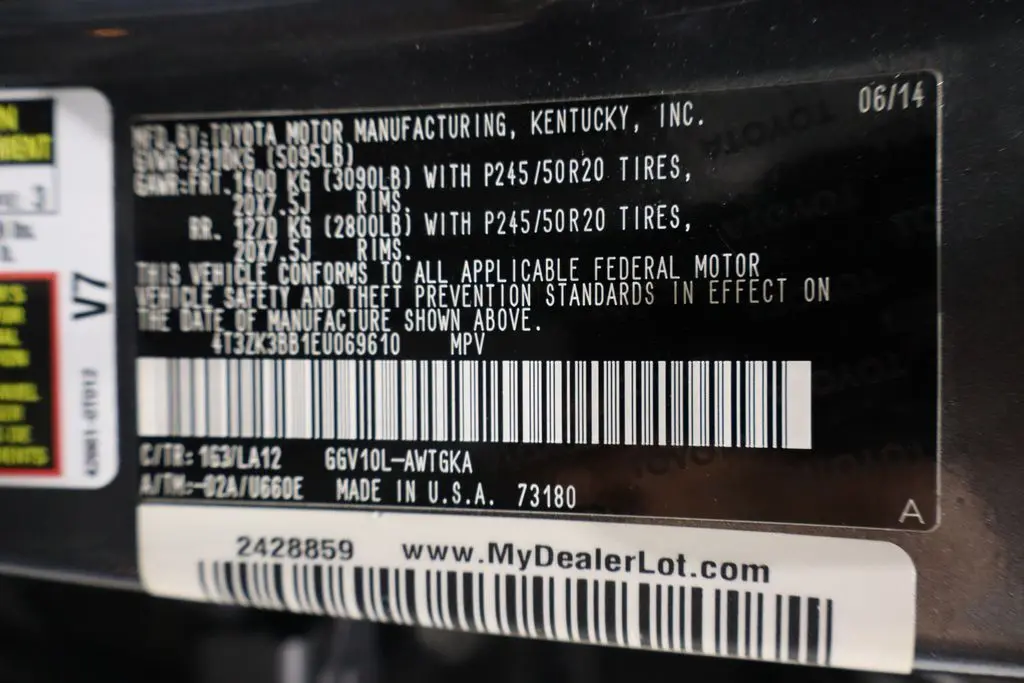 06/14
MFD.BY:TOYOTA MOTOR MANUFACTURING, KENTUCKY, INC.
GVWR:2310KG (5095LB)
GAWR:FRT.1400 KG (3090LB) WITH P245/50R20 TIRES,
20X7.5J RIMS.
RR. 1270 KG (2800LB) WITH P245/50R20 TIRES,
20X7.5J RIMS.
THIS VEHICLE CONFORMS TO ALL APPLICABLE FEDERAL MOTOR
VEHICLE SAFETY AND THEFT PREVENTION STANDARDS IN EFFECT ON
THE DATE OF MANUFACTURE SHOWN ABOVE.
4T3ZK3BB1EU069610 MPV
C/TR: 163/LA12 GGV10L-AWTGKA
A/TM:-02A/U660E MADE IN U.S.A. 73180
A
2428859 www.MyDealerLot.com
V7
3